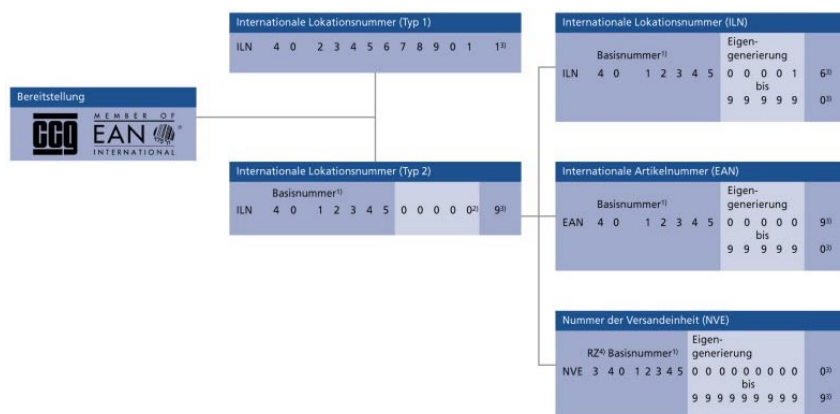 Bereitstellung
CCG
MEMBER OF
EAN ®
INTERNATIONAL
Internationale Lokationsnummer (Typ 1)
ILN 4 0 2 3 4 5 6 7 8 9 0 1 1³⁾
Internationale Lokationsnummer (Typ 2)
Basisnummer¹⁾
ILN 4 0 1 2 3 4 5 0 0 0 0 0²⁾ 9³⁾
Internationale Lokationsnummer (ILN)
Eigen-
Basisnummer¹⁾ generierung
ILN 4 0 1 2 3 4 5 0 0 0 0 1 6³⁾
bis
9 9 9 9 9 0³⁾
Internationale Artikelnummer (EAN)
Eigen-
Basisnummer¹⁾ generierung
EAN 4 0 1 2 3 4 5 0 0 0 0 0 9³⁾
bis
9 9 9 9 9 0³⁾
Nummer der Versandeinheit (NVE)
Eigen-
RZ⁴⁾ Basisnummer¹⁾ generierung
NVE 3 4 0 1 2 3 4 5 0 0 0 0 0 0 0 0 0 0³⁾
bis
9 9 9 9 9 9 9 9 9 9³⁾